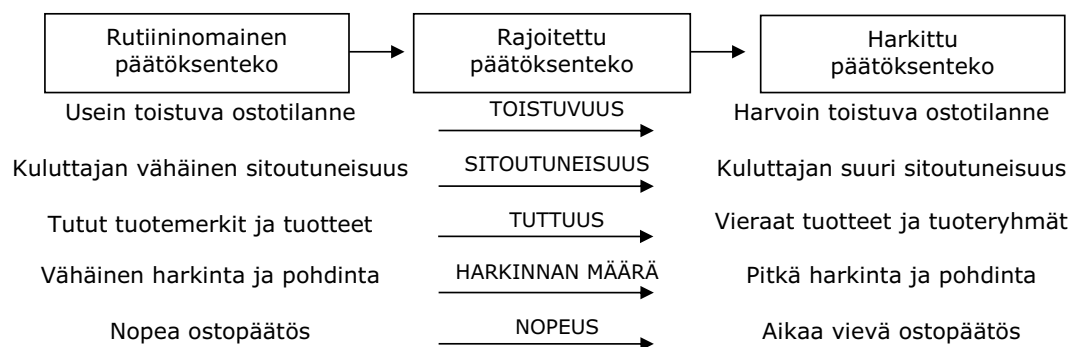 Rutiininomainen
päätöksenteko
Rajoitettu
päätöksenteko
Harkittu
päätöksenteko
Usein toistuva ostotilanne
TOISTUVUUS
Harvoin toistuva ostotilanne
Kuluttajan vähäinen sitoutuneisuus
SITOUTUNEISUUS
Kuluttajan suuri sitoutuneisuus
Tutut tuotemerkit ja tuotteet
TUTTUUS
Vieraat tuotteet ja tuoteryhmät
Vähäinen harkinta ja pohdinta
HARKINNAN MÄÄRÄ
Pitkä harkinta ja pohdinta
Nopea ostopäätös
NOPEUS
Aikaa vievä ostopäätös